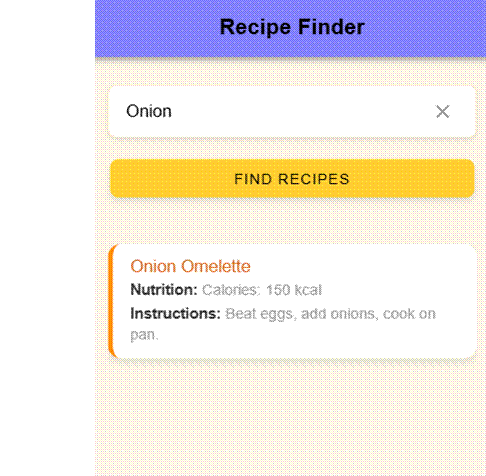 Recipe Finder
Onion
FIND RECIPES
Onion Omelette
Nutrition: Calories: 150 kcal
Instructions: Beat eggs, add onions, cook on
pan.